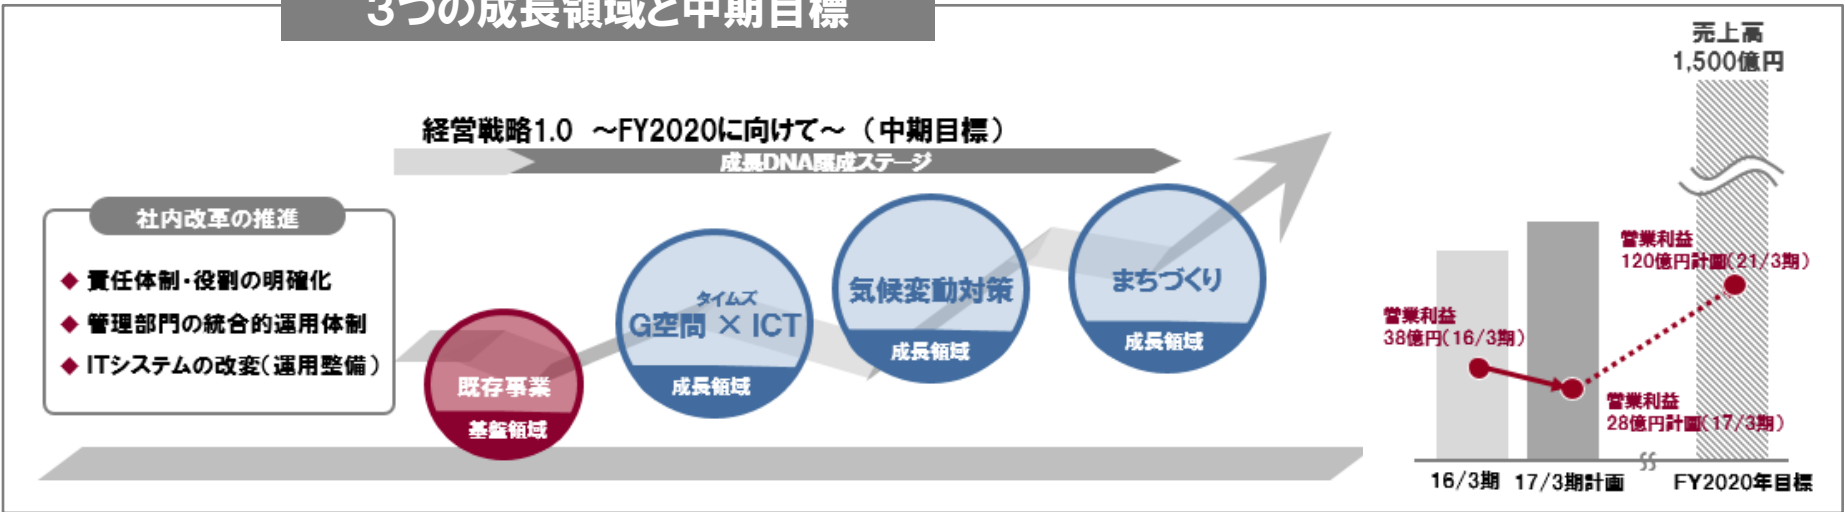 3つの成長領域と中期目標
経営戦略1.0 ～FY2020に向けて～（中期目標）
成長DNA醸成ステージ
社内改革の推進
◆ 責任体制・役割の明確化
◆ 管理部門の統合的運用体制
◆ ITシステムの改変（運用整備）
既存事業
基盤領域
タイムズ
G空間 × ICT
成長領域
気候変動対策
成長領域
まちづくり
成長領域
売上高
1,500億円
営業利益
120億円計画(21/3期)
営業利益
38億円(16/3期)
営業利益
28億円計画(17/3期)
16/3期 17/3期計画 FY2020年目標